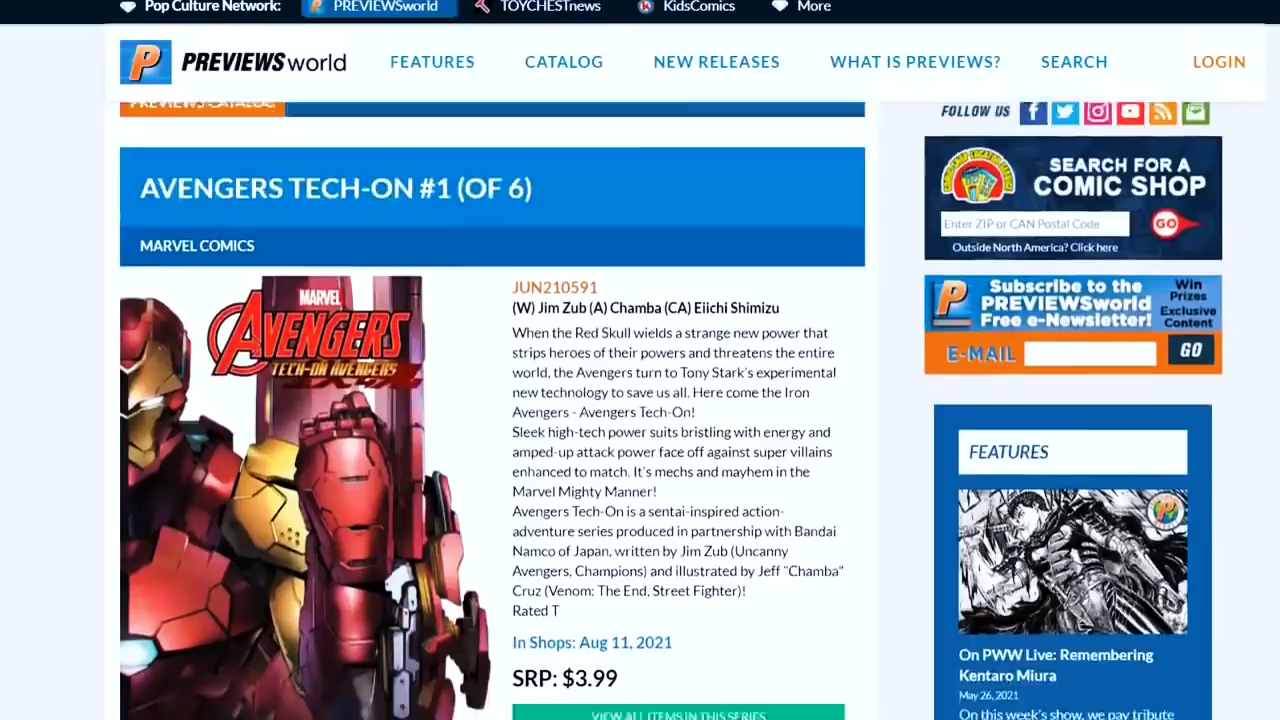 Pop Culture Network:
PREVIEWSworld
TOYCHESTnews
KidsComics
More
P PREVIEWSworld
FEATURES
CATALOG
NEW RELEASES
WHAT IS PREVIEWS?
SEARCH
LOGIN
PREVIEWS CATALOG
FOLLOW US
AVENGERS TECH-ON #1 (OF 6)
MARVEL COMICS
MARVEL
AVENGERS
TECH-ON AVENGERS
JUN210591
(W) Jim Zub (A) Chamba (CA) Eiichi Shimizu
When the Red Skull wields a strange new power that
strips heroes of their powers and threatens the entire
world, the Avengers turn to Tony Stark's experimental
new technology to save us all. Here come the Iron
Avengers - Avengers Tech-On!
Sleek high-tech power suits bristling with energy and
amped-up attack power face off against super villains
enhanced to match. It's mechs and mayhem in the
Marvel Mighty Manner!
Avengers Tech-On is a sentai-inspired action-
adventure series produced in partnership with Bandai
Namco of Japan, written by Jim Zub (Uncanny
Avengers, Champions) and illustrated by Jeff "Chamba"
Cruz (Venom: The End, Street Fighter)!
Rated T
In Shops: Aug 11, 2021
SRP: $3.99
VIEW ALL ITEMS IN THIS SERIES
SEARCH FOR A
COMIC SHOP
Enter ZIP or CAN Postal Code
GO
Outside North America? Click here
Subscribe to the
PREVIEWSworld
Free e-Newsletter!
Win
Prizes
Exclusive
Content
E-MAIL
GO
FEATURES
On PWW Live: Remembering
Kentaro Miura
May 26, 2021
On this week's show, we pay tribute